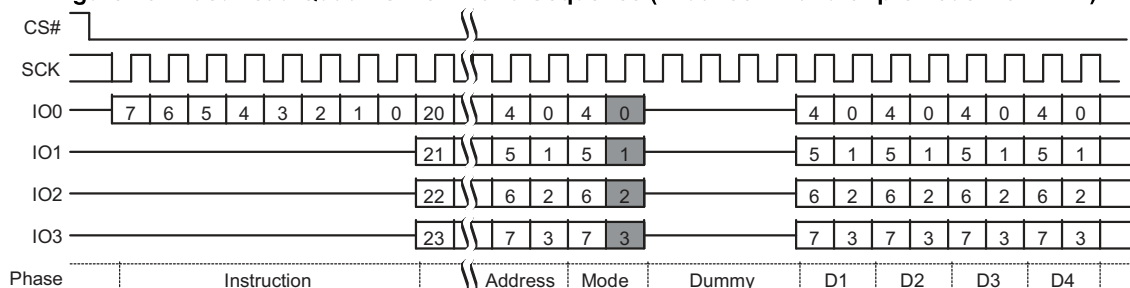 CS#
SCK
IO0 7 6 5 4 3 2 1 0 20 4 0 4 0 4 0 4 0 4 0 4 0
IO1 21 5 1 5 1 5 1 5 1 5 1 5 1
IO2 22 6 2 6 2 6 2 6 2 6 2 6 2
IO3 23 7 3 7 3 7 3 7 3 7 3 7 3
Phase Instruction Address Mode Dummy D1 D2 D3 D4